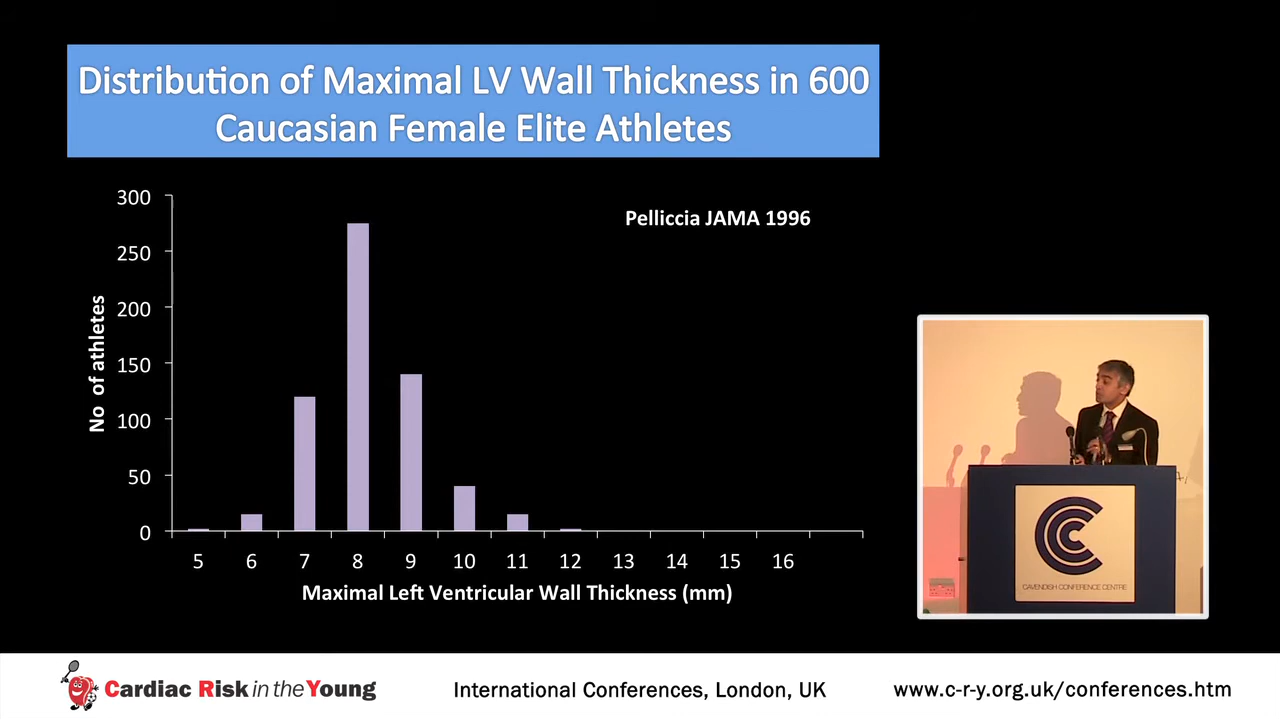 Distribution of Maximal LV Wall Thickness in 600
Caucasian Female Elite Athletes
Pelliccia JAMA 1996
No of athletes
300
250
200
150
100
50
0
5 6 7 8 9 10 11 12 13 14 15 16
Maximal Left Ventricular Wall Thickness (mm)
CAVENDISH CONFERENCE CENTRE
Cardiac Risk in the Young
International Conferences, London, UK
www.c-r-y.org.uk/conferences.htm